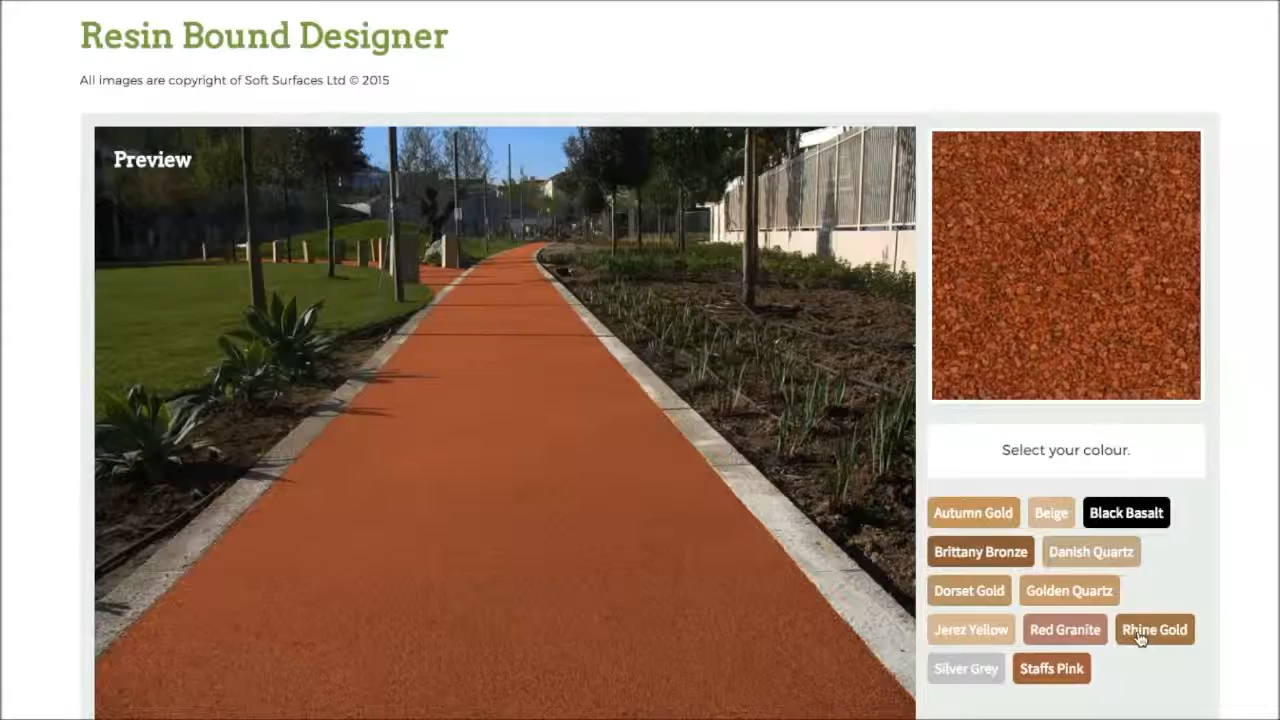 Resin Bound Designer
All images are copyright of Soft Surfaces Ltd © 2015
Preview
Select your colour.
Autumn Gold Beige Black Basalt
Brittany Bronze Danish Quartz
Dorset Gold Golden Quartz
Jerez Yellow Red Granite Rhine Gold
Silver Grey Staffs Pink